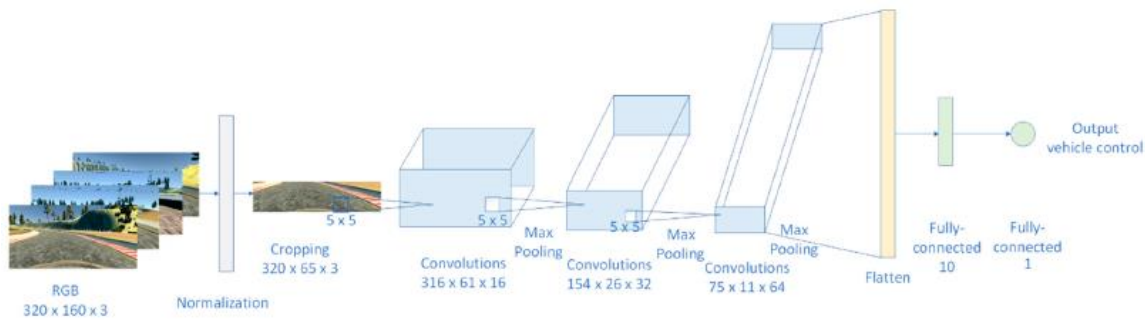 RGB
320 x 160 x 3
Normalization
Cropping
320 x 65 x 3
5 x 5
Convolutions
316 x 61 x 16
5 x 5
Max
Pooling
Convolutions
154 x 26 x 32
5 x 5
Max
Pooling
Convolutions
75 x 11 x 64
Max
Pooling
Flatten
Fully-
connected
10
Fully-
connected
1
Output
vehicle control